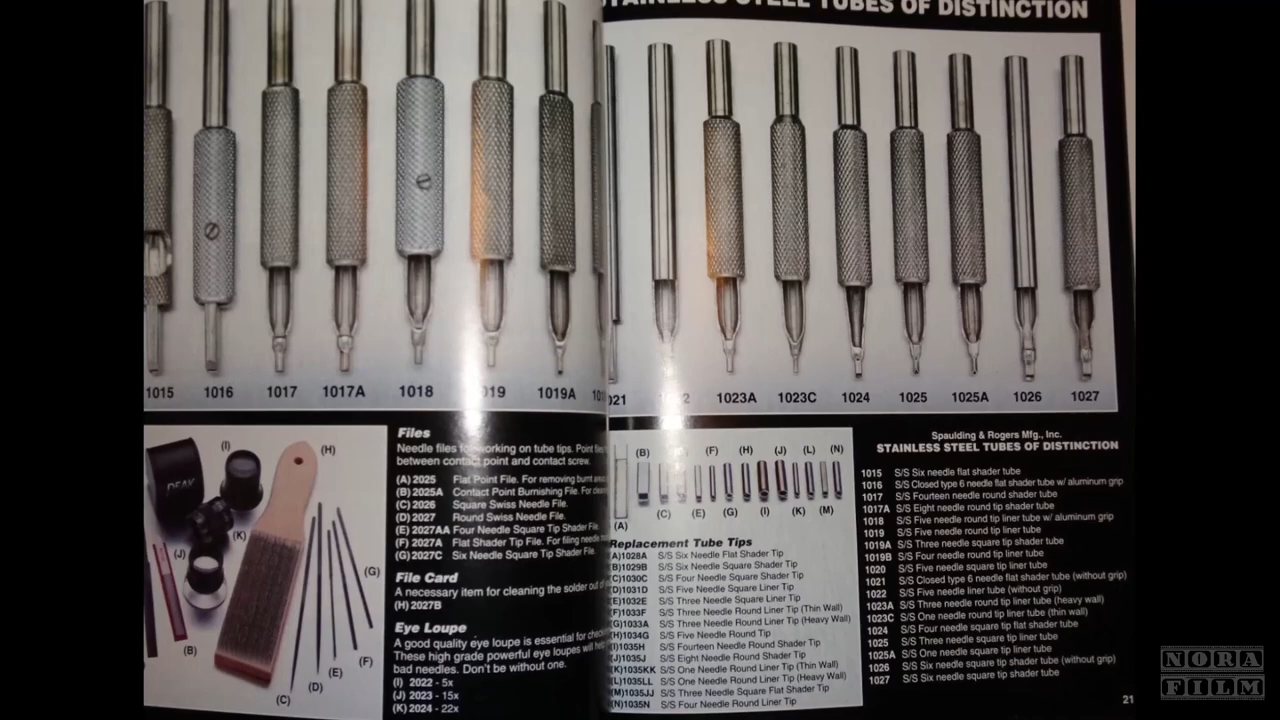 STAINLESS STEEL TUBES OF DISTINCTION
1015 1016 1017 1017A 1018 1019 1019A
1023A 1023C 1024 1025 1025A 1026 1027
(I) (H) (K) (J) (G) (B) (F) (E) (D) (C)
DEAK
Files
Needle files for working on tube tips. Point files
between contact point and contact screw.
(A) 2025 Flat Point File. For removing burnt
(B) 2025A Contact Point Burnishing File. For
(C) 2026 Square Swiss Needle File.
(D) 2027 Round Swiss Needle File.
(E) 2027AA Four Needle Square Tip Shader File.
(F) 2027A Flat Shader Tip File. For filing needle
(G) 2027C Six Needle Square Tip Shader File.
File Card
A necessary item for cleaning the solder out of
(H) 2027B
Eye Loupe
A good quality eye loupe is essential for
These high grade powerful eye loupes will
bad needles. Don't be without one.
(I) 2022 - 5x
(J) 2023 - 15x
(K) 2024 - 22x
(B) (F) (H) (J) (L) (N)
(A) (C) (E) (G) (I) (K) (M)
Replacement Tube Tips
(A)1028A S/S Six Needle Flat Shader Tip
(B)1029B S/S Six Needle Square Shader Tip
(C)1030C S/S Four Needle Square Shader Tip
(D)1031D S/S Five Needle Square Liner Tip
(E)1032E S/S Three Needle Square Liner Tip
(F)1033F S/S Three Needle Round Liner Tip (Thin Wall)
(G)1033A S/S Three Needle Round Liner Tip (Heavy Wall)
(H)1034G S/S Five Needle Round Tip
(I)1035H S/S Fourteen Needle Round Shader Tip
(J)1035J S/S Eight Needle Round Shader Tip
(K)1035KK S/S One Needle Round Liner Tip (Thin Wall)
(L)1035LL S/S One Needle Round Liner Tip (Heavy Wall)
(M)1035JJ S/S Three Needle Square Flat Shader Tip
(N)1035N S/S Four Needle Round Liner Tip
Spaulding & Rogers Mfg., Inc.
STAINLESS STEEL TUBES OF DISTINCTION
1015 S/S Six needle flat shader tube
1016 S/S Closed type 6 needle flat shader tube w/ aluminum grip
1017 S/S Fourteen needle round shader tube
1017A S/S Eight needle round tip shader tube
1018 S/S Five needle round tip liner tube w/ aluminum grip
1019 S/S Five needle round tip liner tube
1019A S/S Three needle square tip shader tube
1019B S/S Four needle round tip liner tube
1020 S/S Five needle square tip liner tube
1021 S/S Closed type 6 needle flat shader tube (without grip)
1022 S/S Five needle liner tube (without grip)
1023A S/S Three needle round tip liner tube (heavy wall)
1023C S/S One needle round tip liner tube (thin wall)
1024 S/S Four needle square tip flat shader tube
1025 S/S Three needle square tip liner tube
1025A S/S One needle square tip liner tube
1026 S/S Six needle square tip shader tube (without grip)
1027 S/S Six needle square tip shader tube
21
NORA
FILM